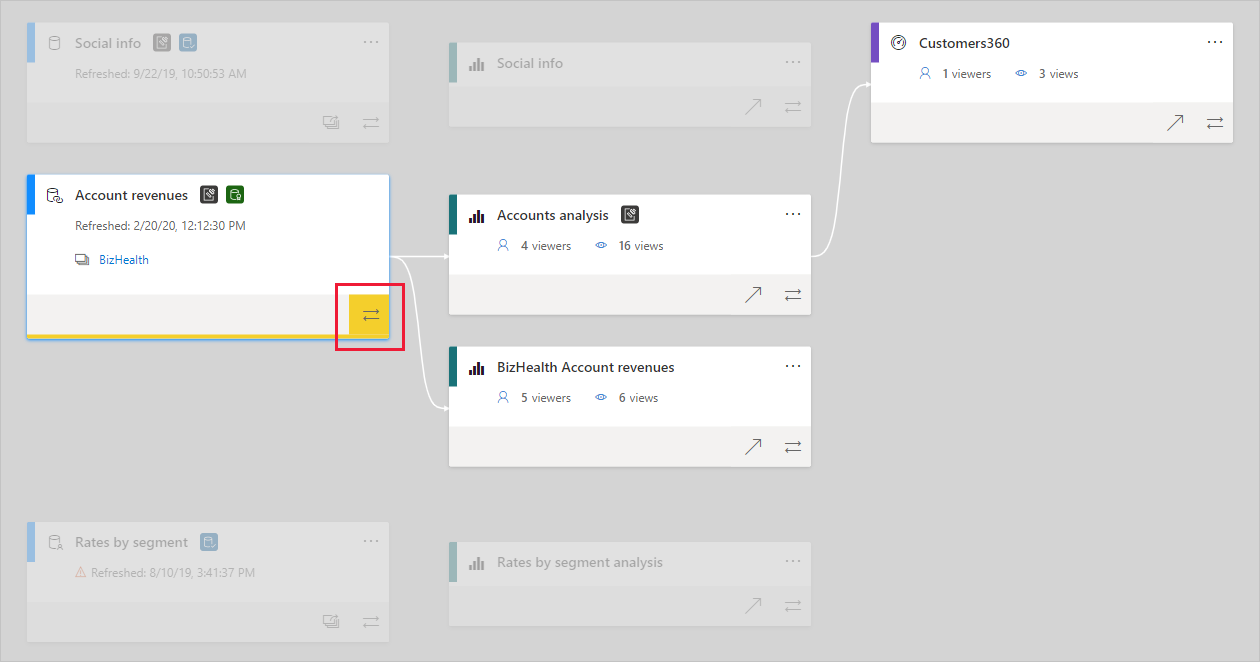 Social info
Refreshed: 9/22/19, 10:50:53 AM
Social info
Customers360
1 viewers 3 views
Account revenues
Refreshed: 2/20/20, 12:12:30 PM
BizHealth
Accounts analysis
4 viewers 16 views
BizHealth Account revenues
5 viewers 6 views
Rates by segment
Refreshed: 8/10/19, 3:41:37 PM
Rates by segment analysis